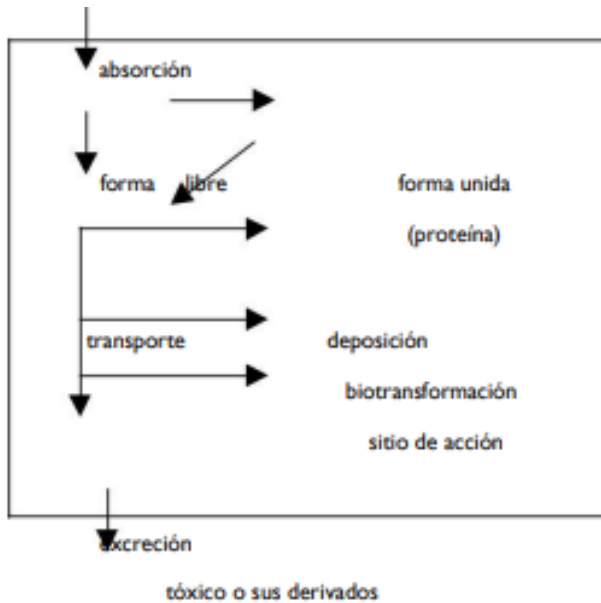 absorción
forma libre forma unida
(proteína)
transporte deposición
biotransformación
sitio de acción
excreción
tóxico o sus derivados